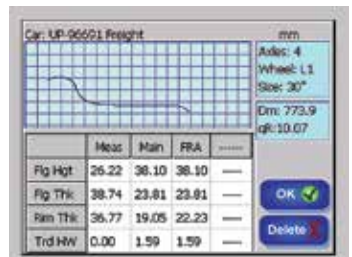 Car: UP-96691 Freight
mm
Axles: 4
Wheel: L1
Size: 30"
Dm: 773.9
qR: 10.07
Meas Main FRA -----
Flg Hgt 26.22 38.10 38.10 —
Flg Thk 38.74 23.81 23.81 —
Rim Thk 36.77 19.05 22.23 —
Trd HW 0.00 1.59 1.59 —
OK
Delete